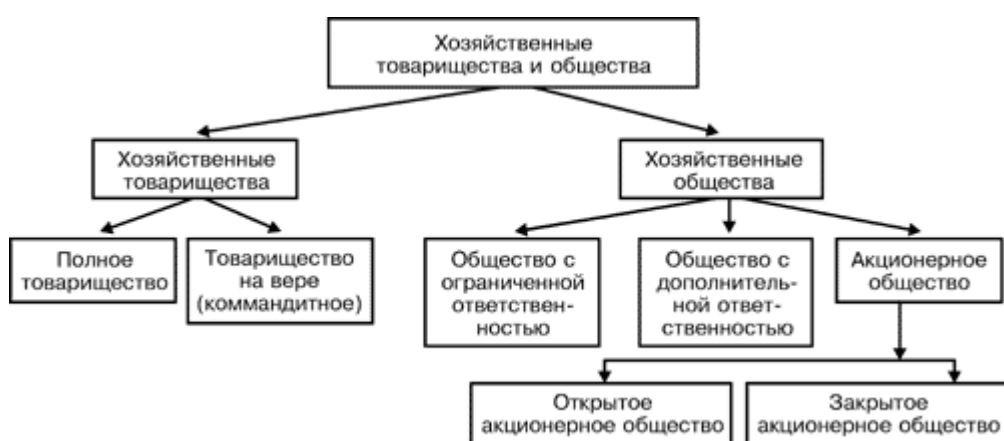 Хозяйственные
товарищества и общества
Хозяйственные
товарищества
Хозяйственные
общества
Полное
товарищество
Товарищество
на вере
(коммандитное)
Общество с
ограниченной
ответствен-
ностью
Общество с
дополнитель-
ной ответ-
ственностью
Акционерное
общество
Открытое
акционерное общество
Закрытое
акционерное общество